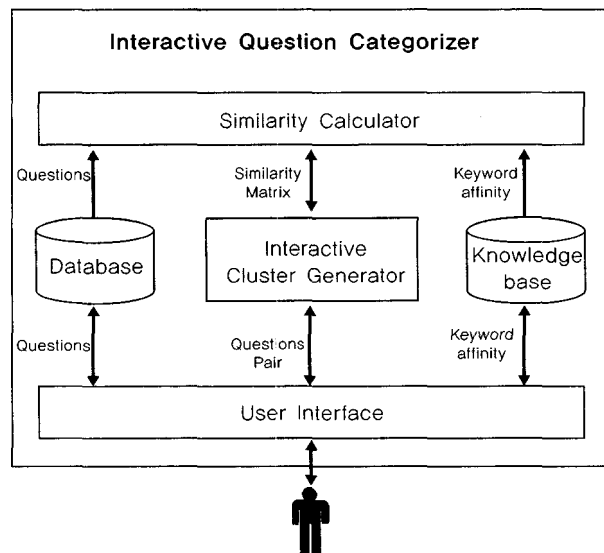 Interactive Question Categorizer
Similarity Calculator
Questions
Similarity
Matrix
Keyword
affinity
Database
Interactive
Cluster Generator
Knowledge
base
Questions
Questions
Pair
Keyword
affinity
User Interface